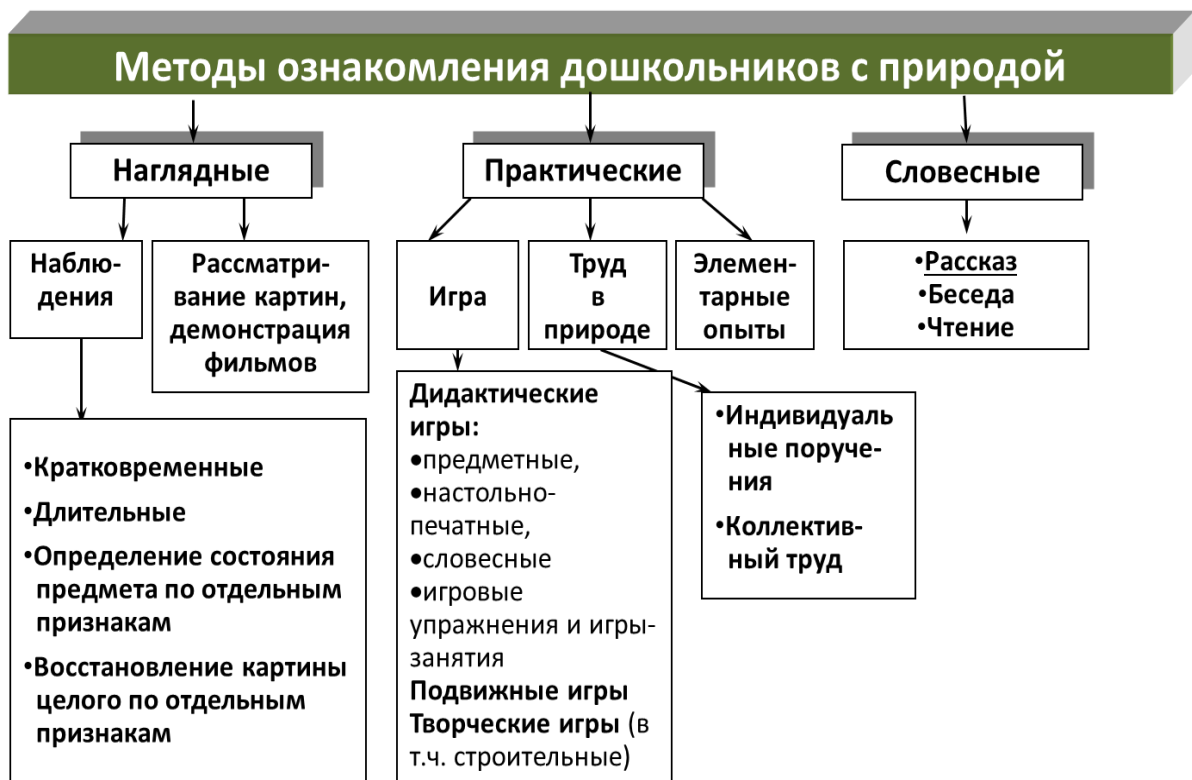 Методы ознакомления дошкольников с природой
Наглядные
Практические
Словесные
Наблю-
дения
Рассматри-
вание картин,
демонстрация
фильмов
Игра
Труд
в
природе
Элемен-
тарные
опыты
•Рассказ
•Беседа
•Чтение
•Кратковременные
•Длительные
•Определение состояния
предмета по отдельным
признакам
•Восстановление картины
целого по отдельным
признакам
Дидактические
игры:
•предметные,
•настольно-
печатные,
•словесные
•игровые
упражнения и игры-
занятия
Подвижные игры
Творческие игры (в
т.ч. строительные)
•Индивидуаль
ные поруче-
ния
•Коллектив-
ный труд